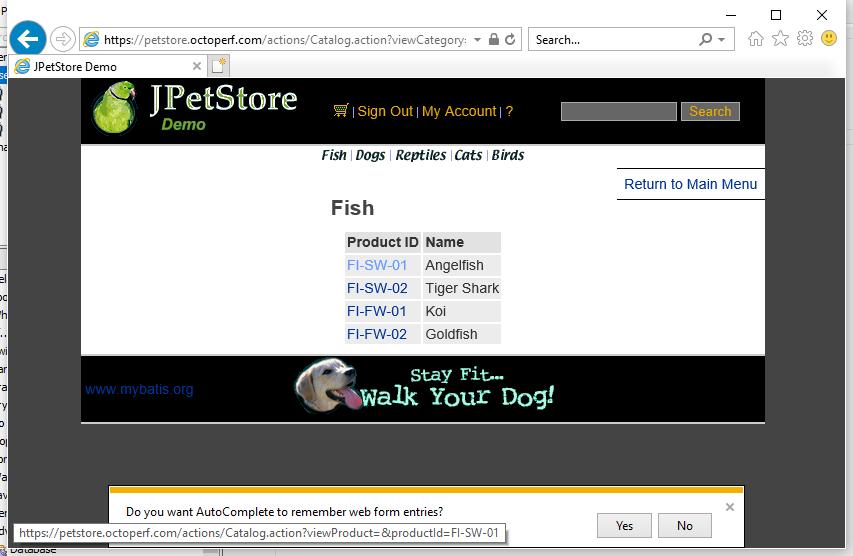 https://petstore.octoperf.com/actions/Catalog.action?viewCategory:
Search...
JPetStore Demo
JPetStore
Demo
| Sign Out | My Account | ?
Search
Fish | Dogs | Reptiles | Cats | Birds
Return to Main Menu
Fish
Product ID Name
FI-SW-01 Angelfish
FI-SW-02 Tiger Shark
FI-FW-01 Koi
FI-FW-02 Goldfish
www.mybatis.org
Stay Fit...
Walk Your Dog!
Do you want AutoComplete to remember web form entries?
Yes No
https://petstore.octoperf.com/actions/Catalog.action?viewProduct=&productId=FI-SW-01
Database